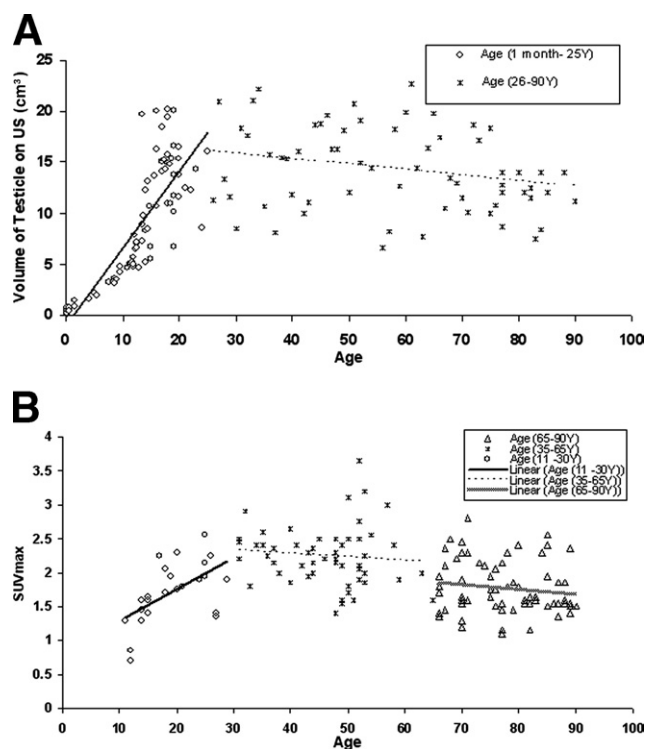 A
25
20
15
10
5
0
Volume of Testicle on US (cm³)
Age (1 month- 25Y)
Age (26-90Y)
0 10 20 30 40 50 60 70 80 90 100
Age
B
4
3.5
3
2.5
2
1.5
1
0.5
0
SUVmax
Age (65-90Y)
Age (35-65Y)
Age (11 -30Y)
Linear (Age (11 -30Y))
Linear (Age (35-65Y))
Linear (Age (65-90Y))
0 10 20 30 40 50 60 70 80 90 100
Age